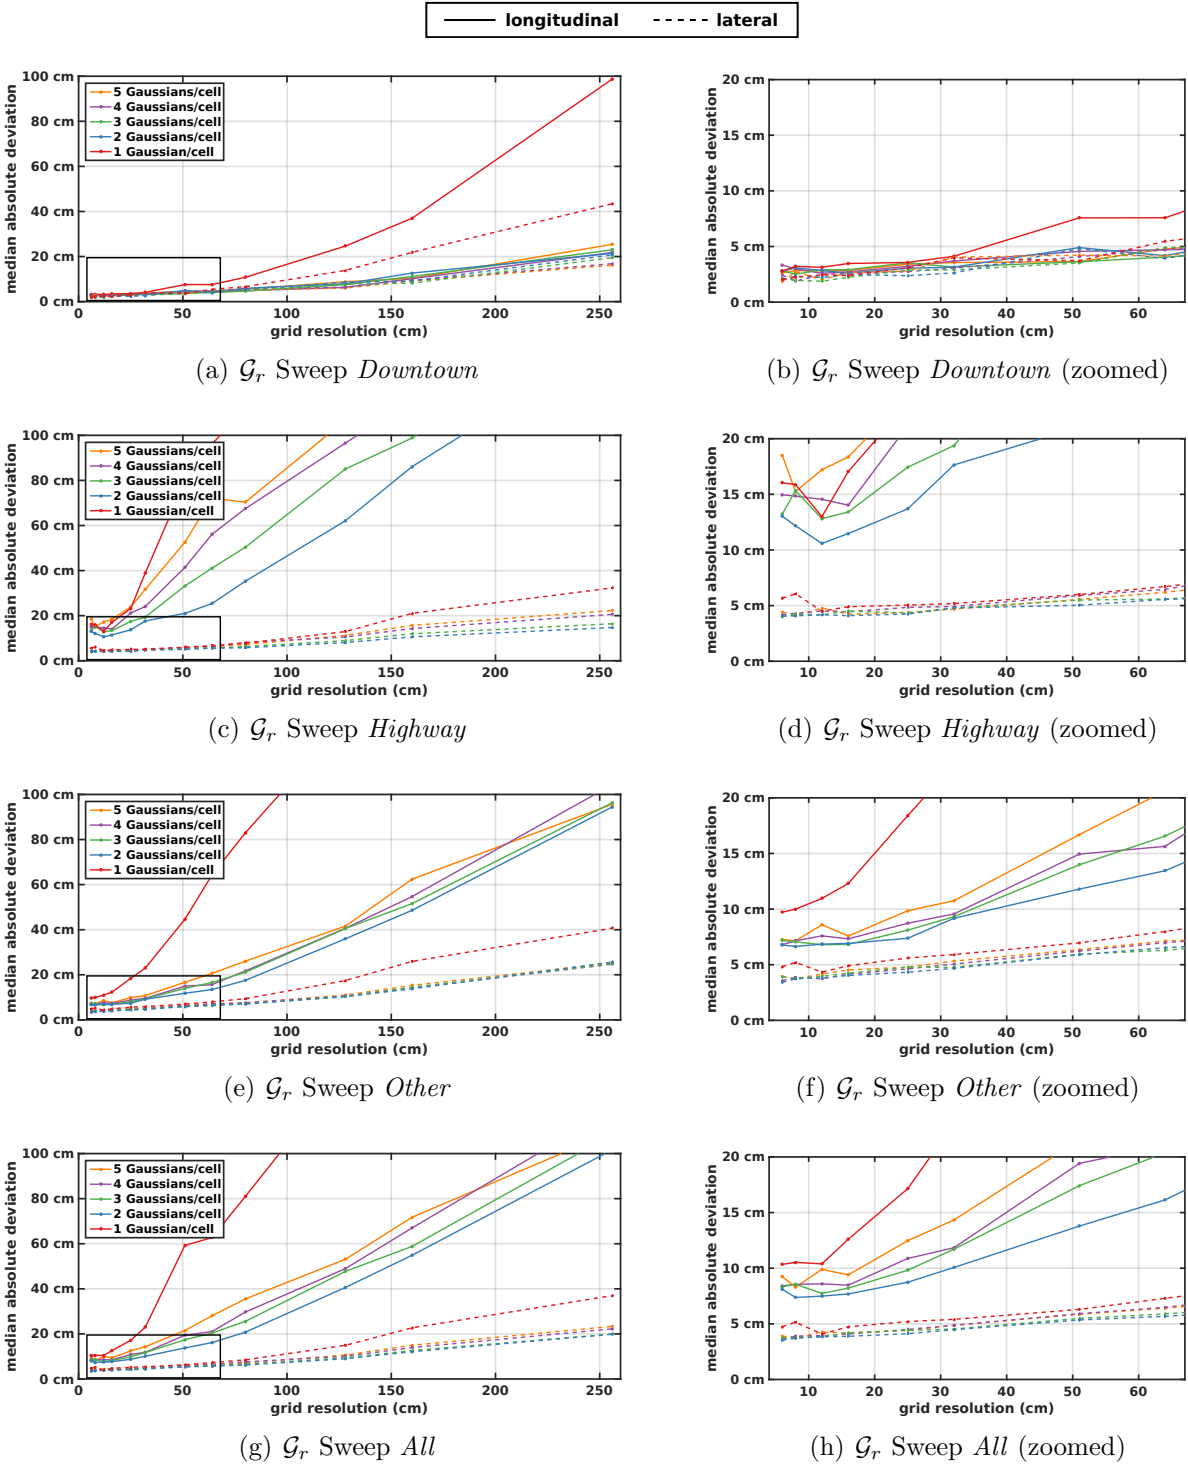 longitudinal lateral
100 cm
80 cm
60 cm
40 cm
20 cm
0 cm
median absolute deviation
5 Gaussians/cell
4 Gaussians/cell
3 Gaussians/cell
2 Gaussians/cell
1 Gaussian/cell
0 50 100 150 200 250
grid resolution (cm)
(a) 𝒢r Sweep Downtown
20 cm
15 cm
10 cm
5 cm
0 cm
median absolute deviation
10 20 30 40 50 60
grid resolution (cm)
(b) 𝒢r Sweep Downtown (zoomed)
100 cm
80 cm
60 cm
40 cm
20 cm
0 cm
median absolute deviation
5 Gaussians/cell
4 Gaussians/cell
3 Gaussians/cell
2 Gaussians/cell
1 Gaussian/cell
0 50 100 150 200 250
grid resolution (cm)
(c) 𝒢r Sweep Highway
20 cm
15 cm
10 cm
5 cm
0 cm
median absolute deviation
10 20 30 40 50 60
grid resolution (cm)
(d) 𝒢r Sweep Highway (zoomed)
100 cm
80 cm
60 cm
40 cm
20 cm
0 cm
median absolute deviation
5 Gaussians/cell
4 Gaussians/cell
3 Gaussians/cell
2 Gaussians/cell
1 Gaussian/cell
0 50 100 150 200 250
grid resolution (cm)
(e) 𝒢r Sweep Other
20 cm
15 cm
10 cm
5 cm
0 cm
median absolute deviation
10 20 30 40 50 60
grid resolution (cm)
(f) 𝒢r Sweep Other (zoomed)
100 cm
80 cm
60 cm
40 cm
20 cm
0 cm
median absolute deviation
5 Gaussians/cell
4 Gaussians/cell
3 Gaussians/cell
2 Gaussians/cell
1 Gaussian/cell
0 50 100 150 200 250
grid resolution (cm)
(g) 𝒢r Sweep All
20 cm
15 cm
10 cm
5 cm
0 cm
median absolute deviation
10 20 30 40 50 60
grid resolution (cm)
(h) 𝒢r Sweep All (zoomed)